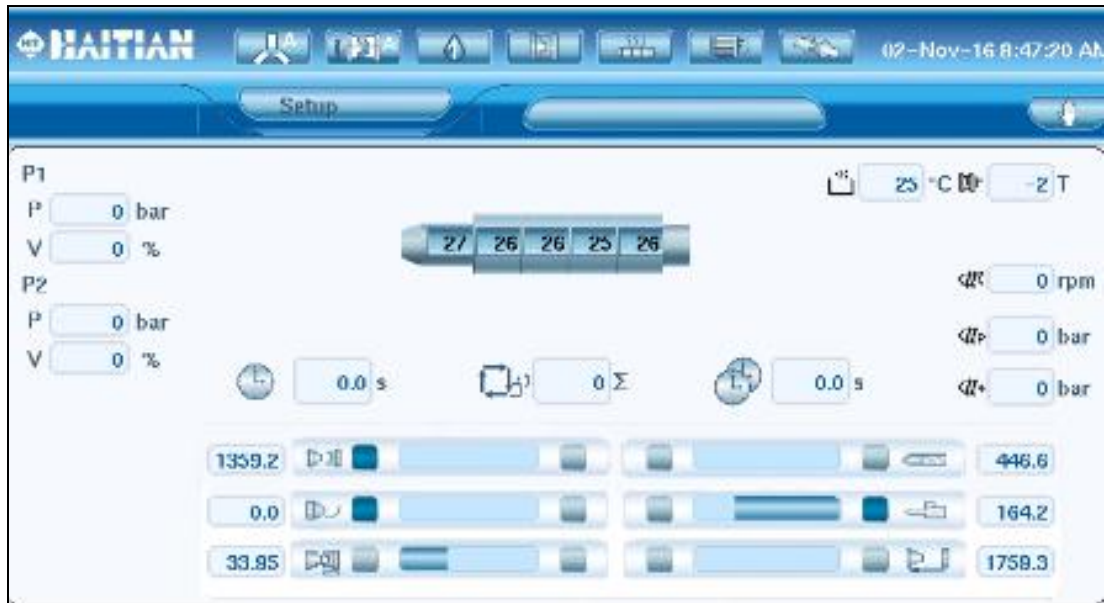 HAITIAN 02-Nov-16 8:47:20 AM
Setup
P1
25 °C -2 T
P 0 bar
V 0 %
27 26 26 25 26
P2
0 rpm
P 0 bar
0 bar
V 0 %
0.0 s 0 Σ 0.0 s
0 bar
1359.2 446.6
0.0 164.2
33.95 1759.3